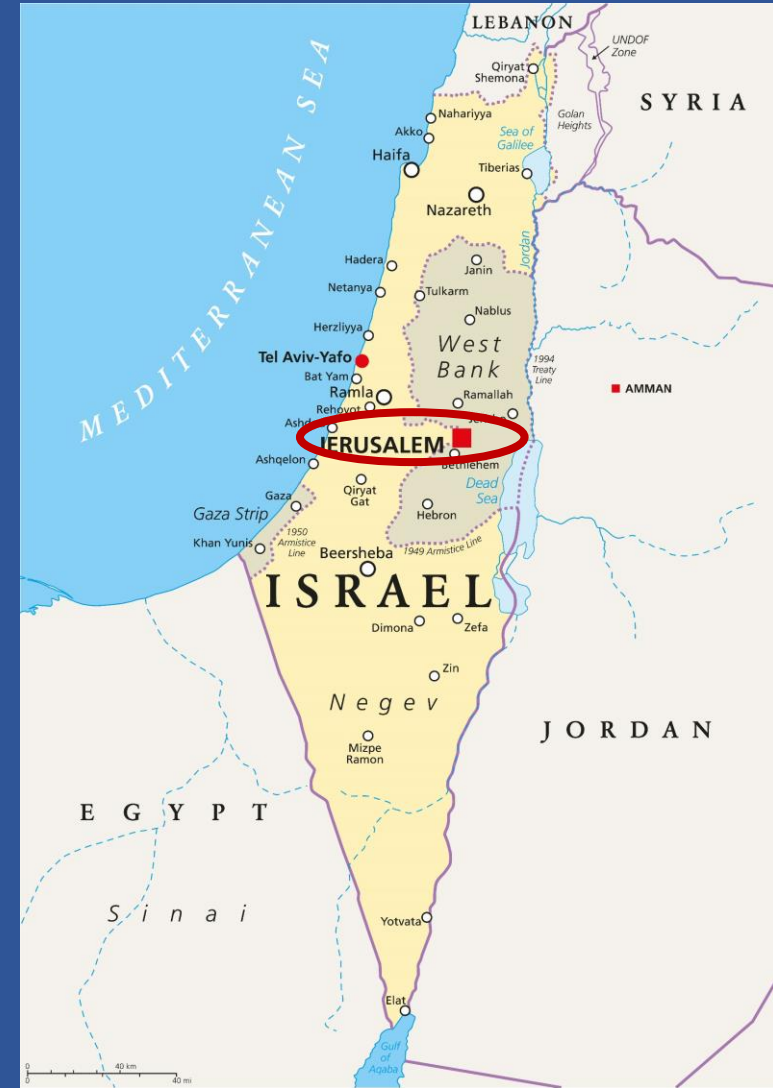 LEBANON
UNDOF
Zone
Qiryat
Shemona
SYRIA
Golan
Heights
Nahariyya
Akko
Sea of
Galilee
Haifa
Tiberias
Nazareth
MEDITERRANEAN SEA
Jordan
Hadera
Janin
Netanya
Tulkarm
Nablus
Herzliyya
West
Bank
1994
Treaty
Line
Tel Aviv-Yafo
Bat Yam
AMMAN
Ramla
Ramallah
Rehovot
JERUSALEM
Ashqelon
Bethlehem
Dead
Sea
Qiryat
Gat
Gaza
Hebron
Gaza Strip
1950
Armistice
Line
Khan Yunis
1949 Armistice Line
Beersheba
ISRAEL
Dimona
Zefa
Zin
Negev
JORDAN
Mizpe
Ramon
EGYPT
Sinai
Yotvata
Elat
Gulf
of
Aqaba
0 40 km
0 40 mi